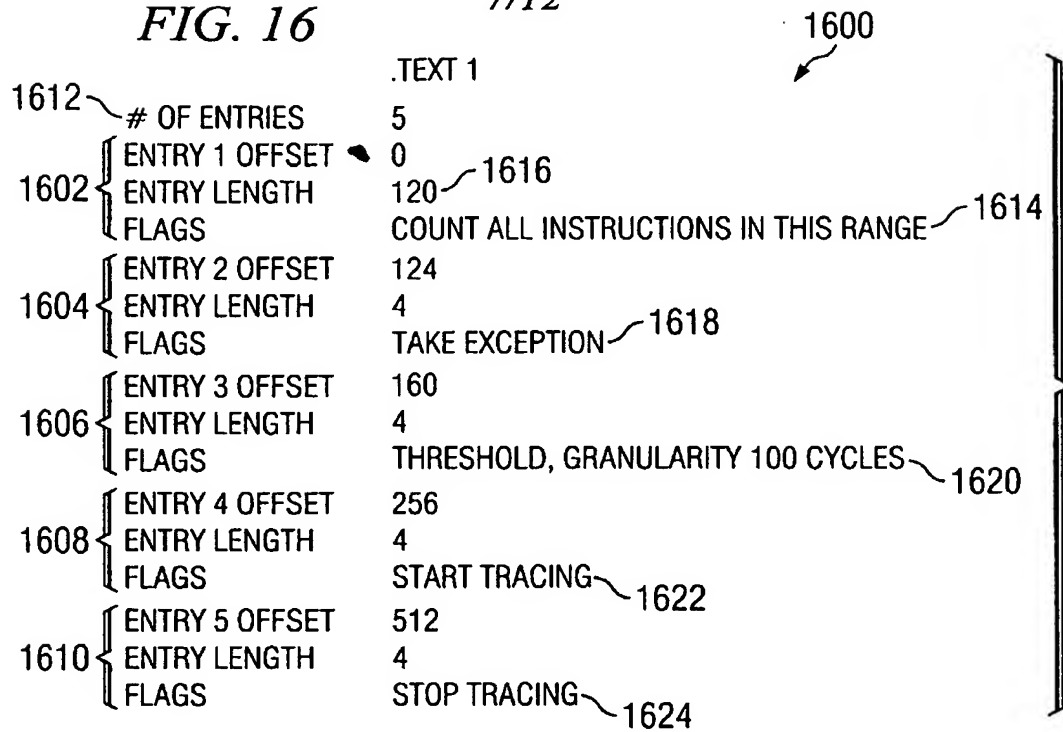 FIG. 16
1600
.TEXT 1
1612 # OF ENTRIES 5
ENTRY 1 OFFSET 0
1602 ENTRY LENGTH 120 1616
FLAGS COUNT ALL INSTRUCTIONS IN THIS RANGE 1614
ENTRY 2 OFFSET 124
1604 ENTRY LENGTH 4
FLAGS TAKE EXCEPTION 1618
ENTRY 3 OFFSET 160
1606 ENTRY LENGTH 4
FLAGS THRESHOLD, GRANULARITY 100 CYCLES 1620
ENTRY 4 OFFSET 256
1608 ENTRY LENGTH 4
FLAGS START TRACING 1622
ENTRY 5 OFFSET 512
1610 ENTRY LENGTH 4
FLAGS STOP TRACING 1624